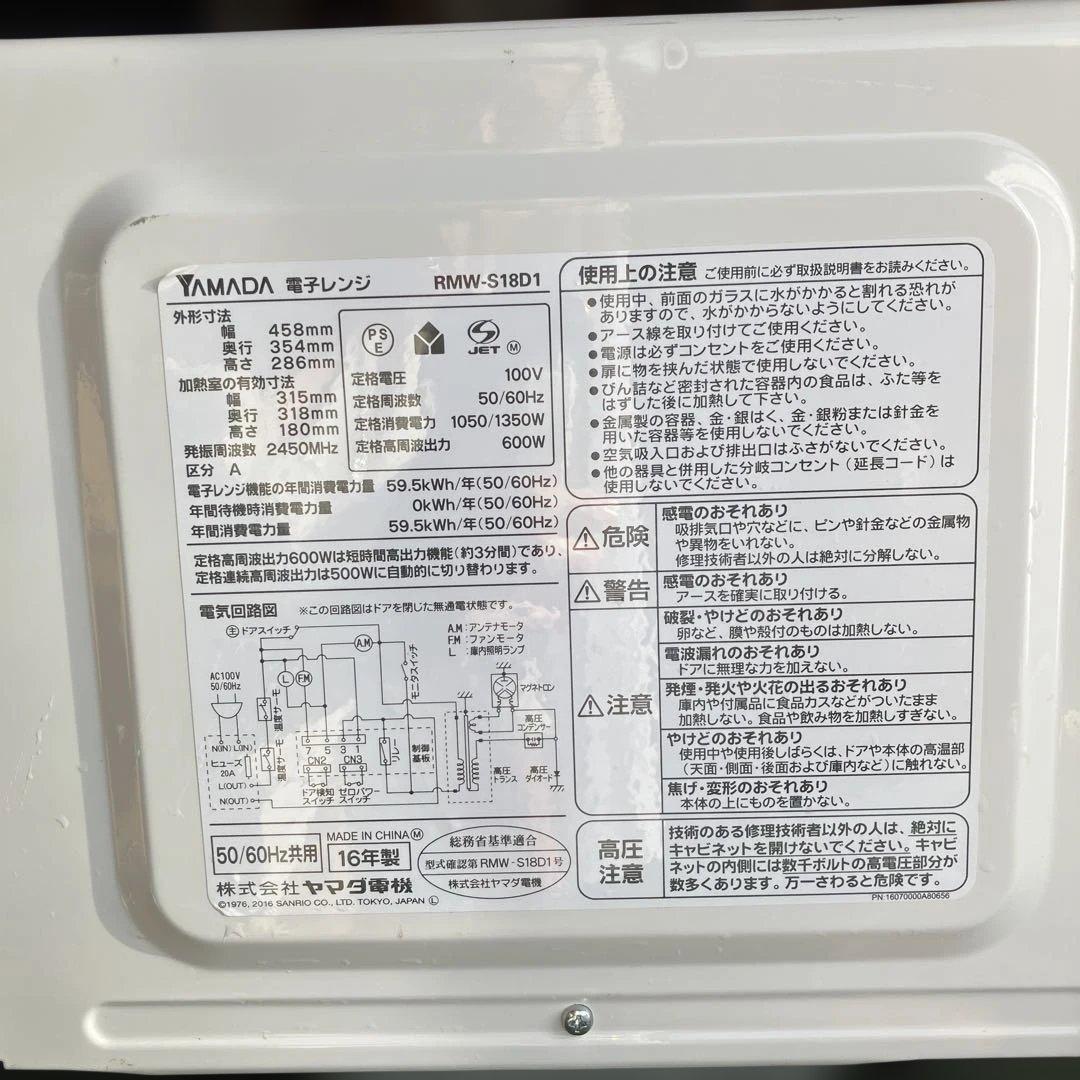 YAMADA 電子レンジ RMW-S18D1
外形寸法
幅 458mm
奥行 354mm
高さ 286mm
加熱室の有効寸法
幅 315mm
奥行 318mm
高さ 180mm
発振周波数 2450MHz
区分 A
PS
E
JET M
定格電圧 100V
定格周波数 50/60Hz
定格消費電力 1050/1350W
定格高周波出力 600W
電子レンジ機能の年間消費電力量 59.5kWh/年(50/60Hz)
年間待機時消費電力量 0kWh/年(50/60Hz)
年間消費電力量 59.5kWh/年(50/60Hz)
定格高周波出力600Wは短時間高出力機能(約3分間)であり、
定格連続高周波出力は500Wに自動的に切り替わります。
電気回路図 ※この回路図はドアを閉じた無通電状態です。
主 ドアスイッチ
A.M
A.M:アンテナモータ
F.M:ファンモータ
L :庫内照明ランプ
モニタスイッチ
AC100V
50/60Hz
L
F.M
温度サーモ
マグネトロン
高圧
コンデンサー
N(IN) L(IN)
7 5 3 1
CN2 CN3
リレー
制御
基板
ヒューズ
20A
温度サーモ
L(OUT)
N(OUT)
ドア検知
スイッチ
ゼロパワー
スイッチ
高圧
トランス
高圧
ダイオード
50/60Hz共用
MADE IN CHINA M
16年製
総務省基準適合
型式確認第RMW-S18D1号
株式会社ヤマダ電機
株式会社 ヤマダ電機
©1976, 2016 SANRIO CO., LTD. TOKYO, JAPAN Ⓛ
使用上の注意 ご使用前に必ず取扱説明書をお読みください。
●使用中、前面のガラスに水がかかると割れる恐れが
ありますので、水がかからないようにしてください。
●アース線を取り付けてご使用ください。
●電源は必ずコンセントをご使用ください。
●扉に物を挟んだ状態で使用しないでください。
●びん詰など密封された容器内の食品は、ふた等を
はずした後に加熱して下さい。
●金属製の容器、金・銀はく、金・銀粉または針金を
用いた容器等を使用しないでください。
●空気吸入口および排出口はふさがないでください。
●他の器具と併用した分岐コンセント(延長コード)は
使用しないでください。
危険
感電のおそれあり
吸排気口や穴などに、ピンや針金などの金属物
や異物をいれない。
修理技術者以外の人は絶対に分解しない。
警告
感電のおそれあり
アースを確実に取り付ける。
注意
破裂・やけどのおそれあり
卵など、膜や殻付のものは加熱しない。
電波漏れのおそれあり
ドアに無理な力を加えない。
発煙・発火や火花の出るおそれあり
庫内や付属品に食品カスなどがついたまま
加熱しない。食品や飲み物を加熱しすぎない。
やけどのおそれあり
使用中や使用後しばらくは、ドアや本体の高温部
(天面・側面・後面および庫内など)に触れない。
焦げ・変形のおそれあり
本体の上にものを置かない。
高圧
注意
技術のある修理技術者以外の人は、絶対に
キャビネットを開けないでください。キャビ
ネットの内側には数千ボルトの高電圧部分が
数多くあります。万一さわると危険です。
PN:16070000A80656